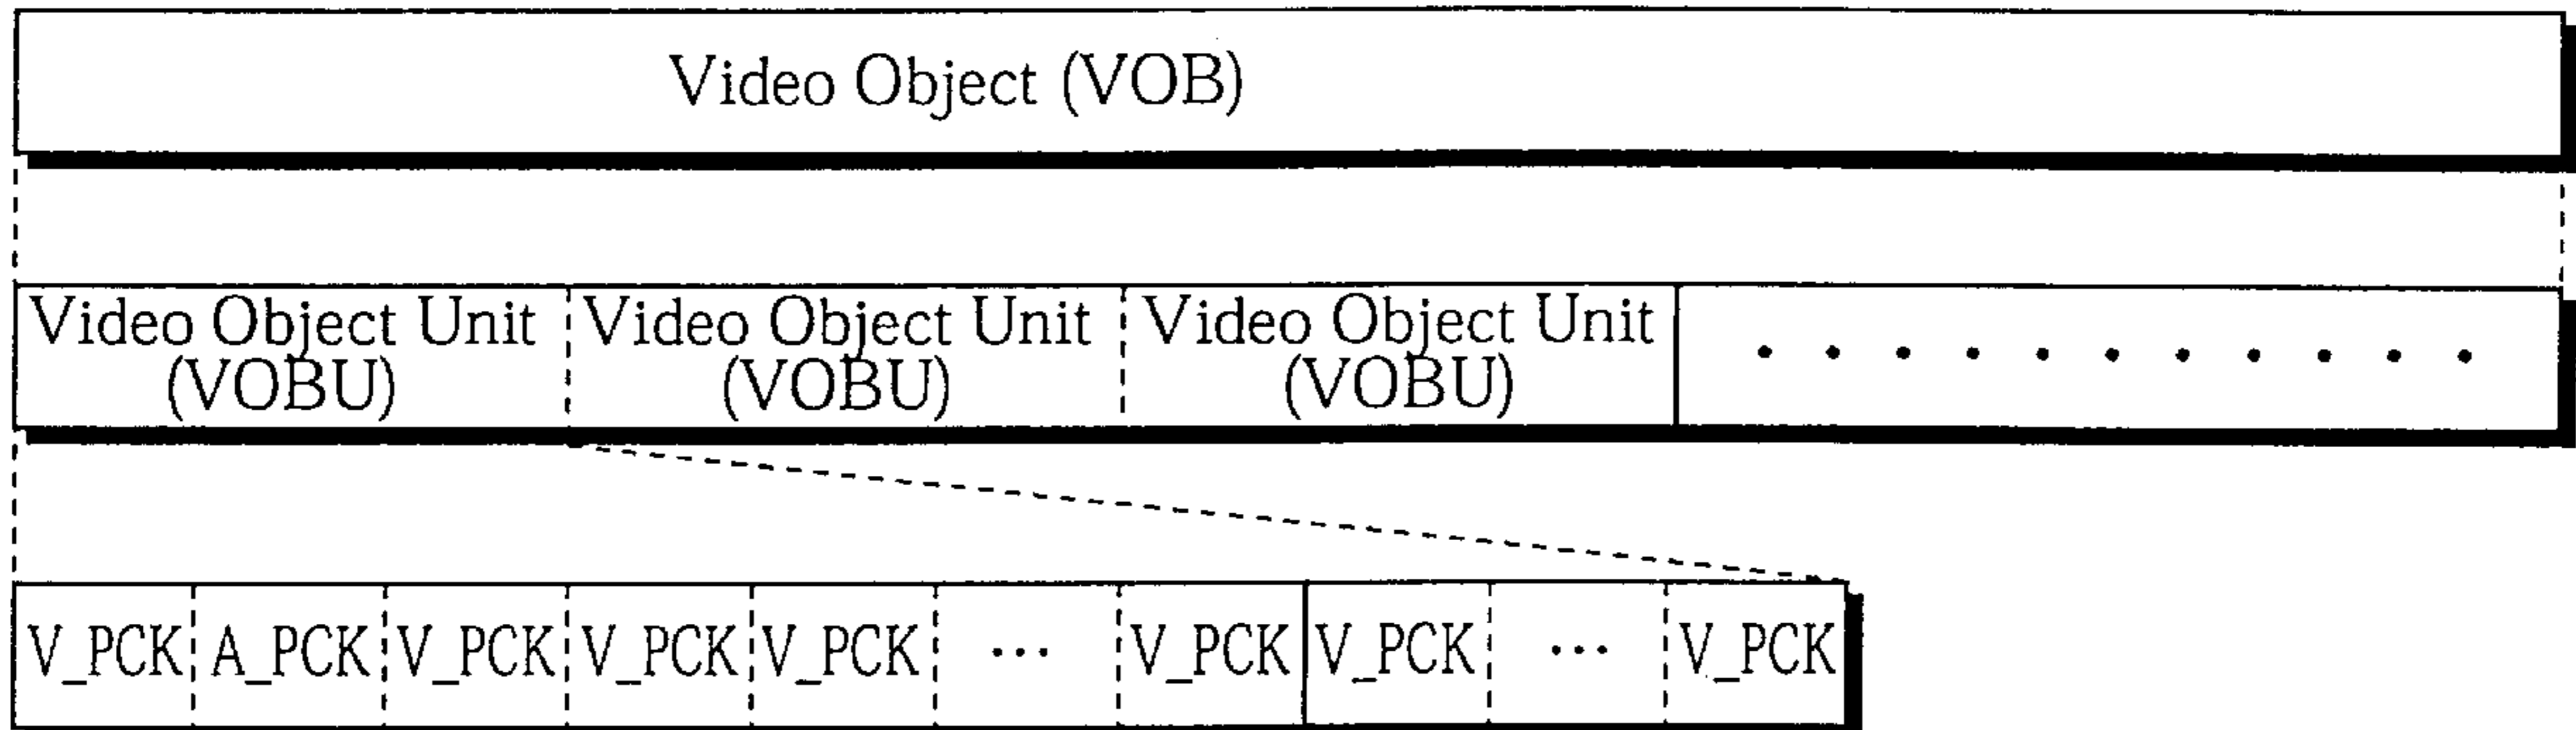 Video Object (VOB)
Video Object Unit Video Object Unit Video Object Unit
(VOBU) (VOBU) (VOBU) • • • • • • • • • • •
V_PCK A_PCK V_PCK V_PCK V_PCK ••• V_PCK V_PCK ••• V_PCK